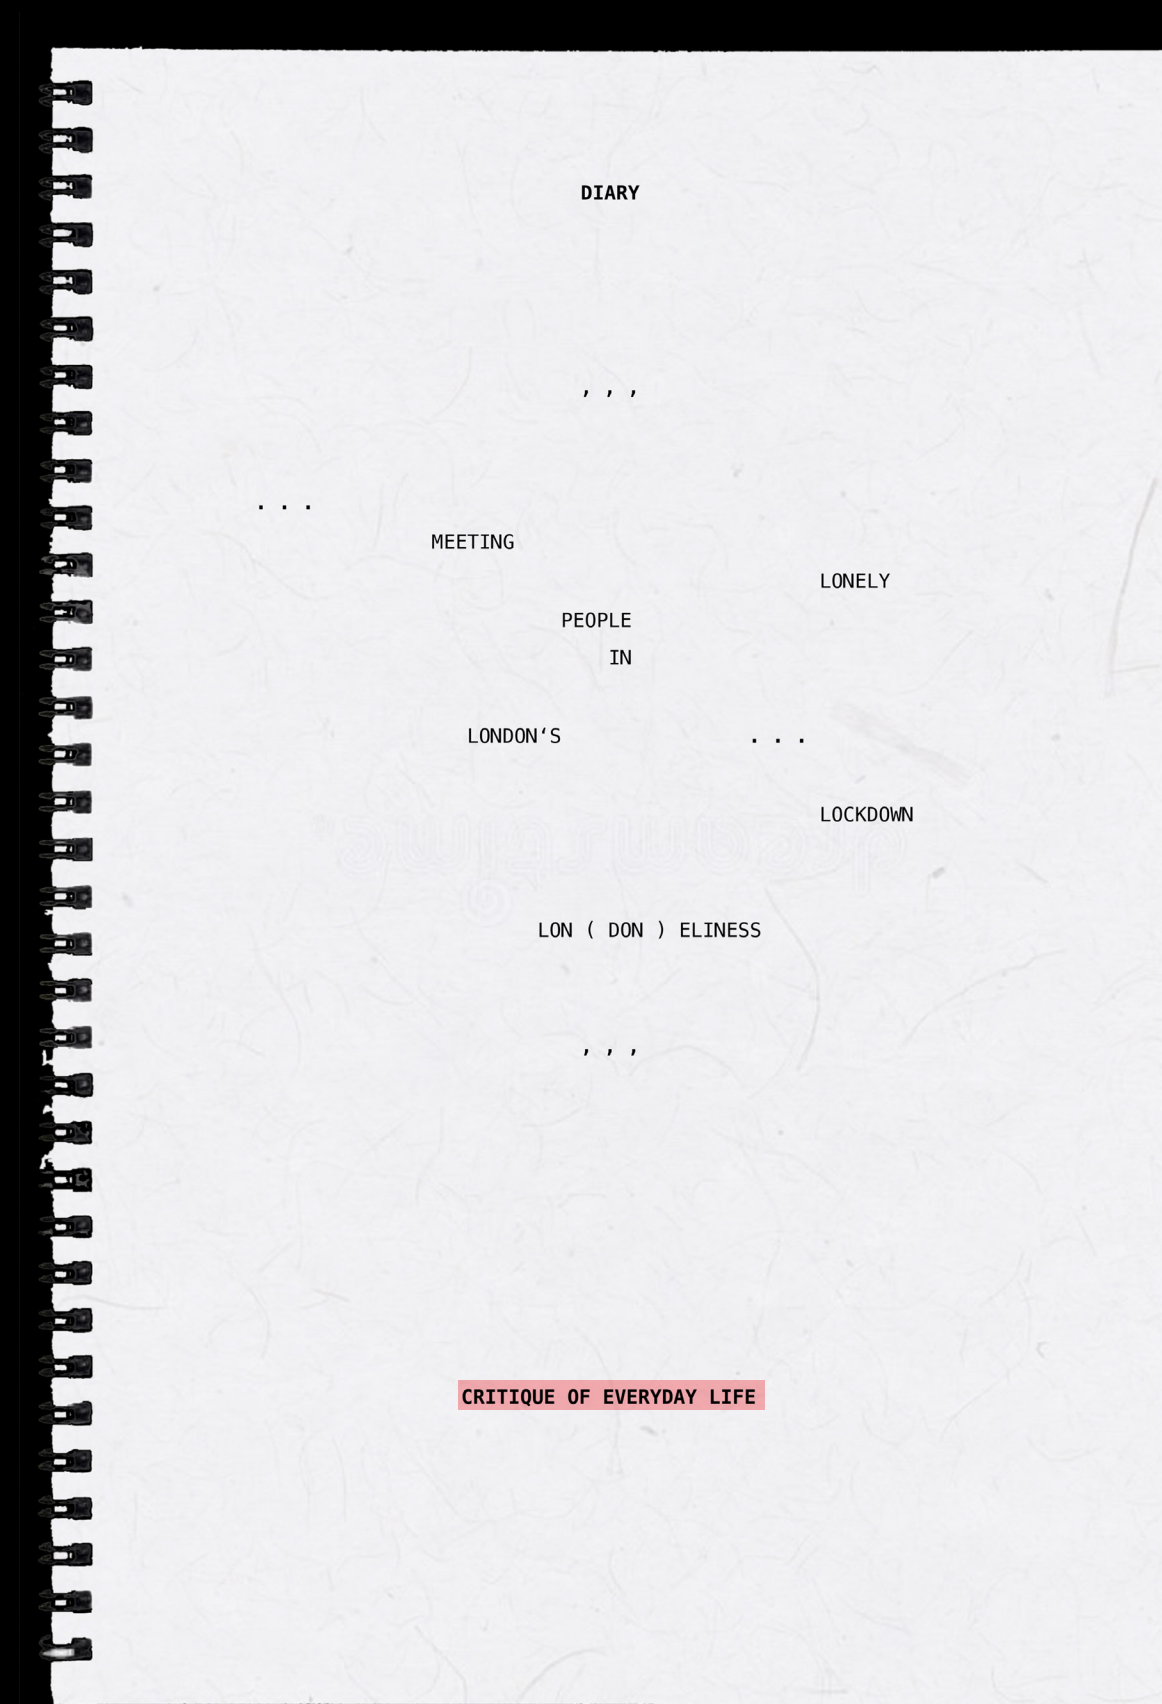 DIARY
, , ,
. . .
MEETING
LONELY
PEOPLE
IN
LONDON‘S . . .
LOCKDOWN
LON ( DON ) ELINESS
, , ,
CRITIQUE OF EVERYDAY LIFE